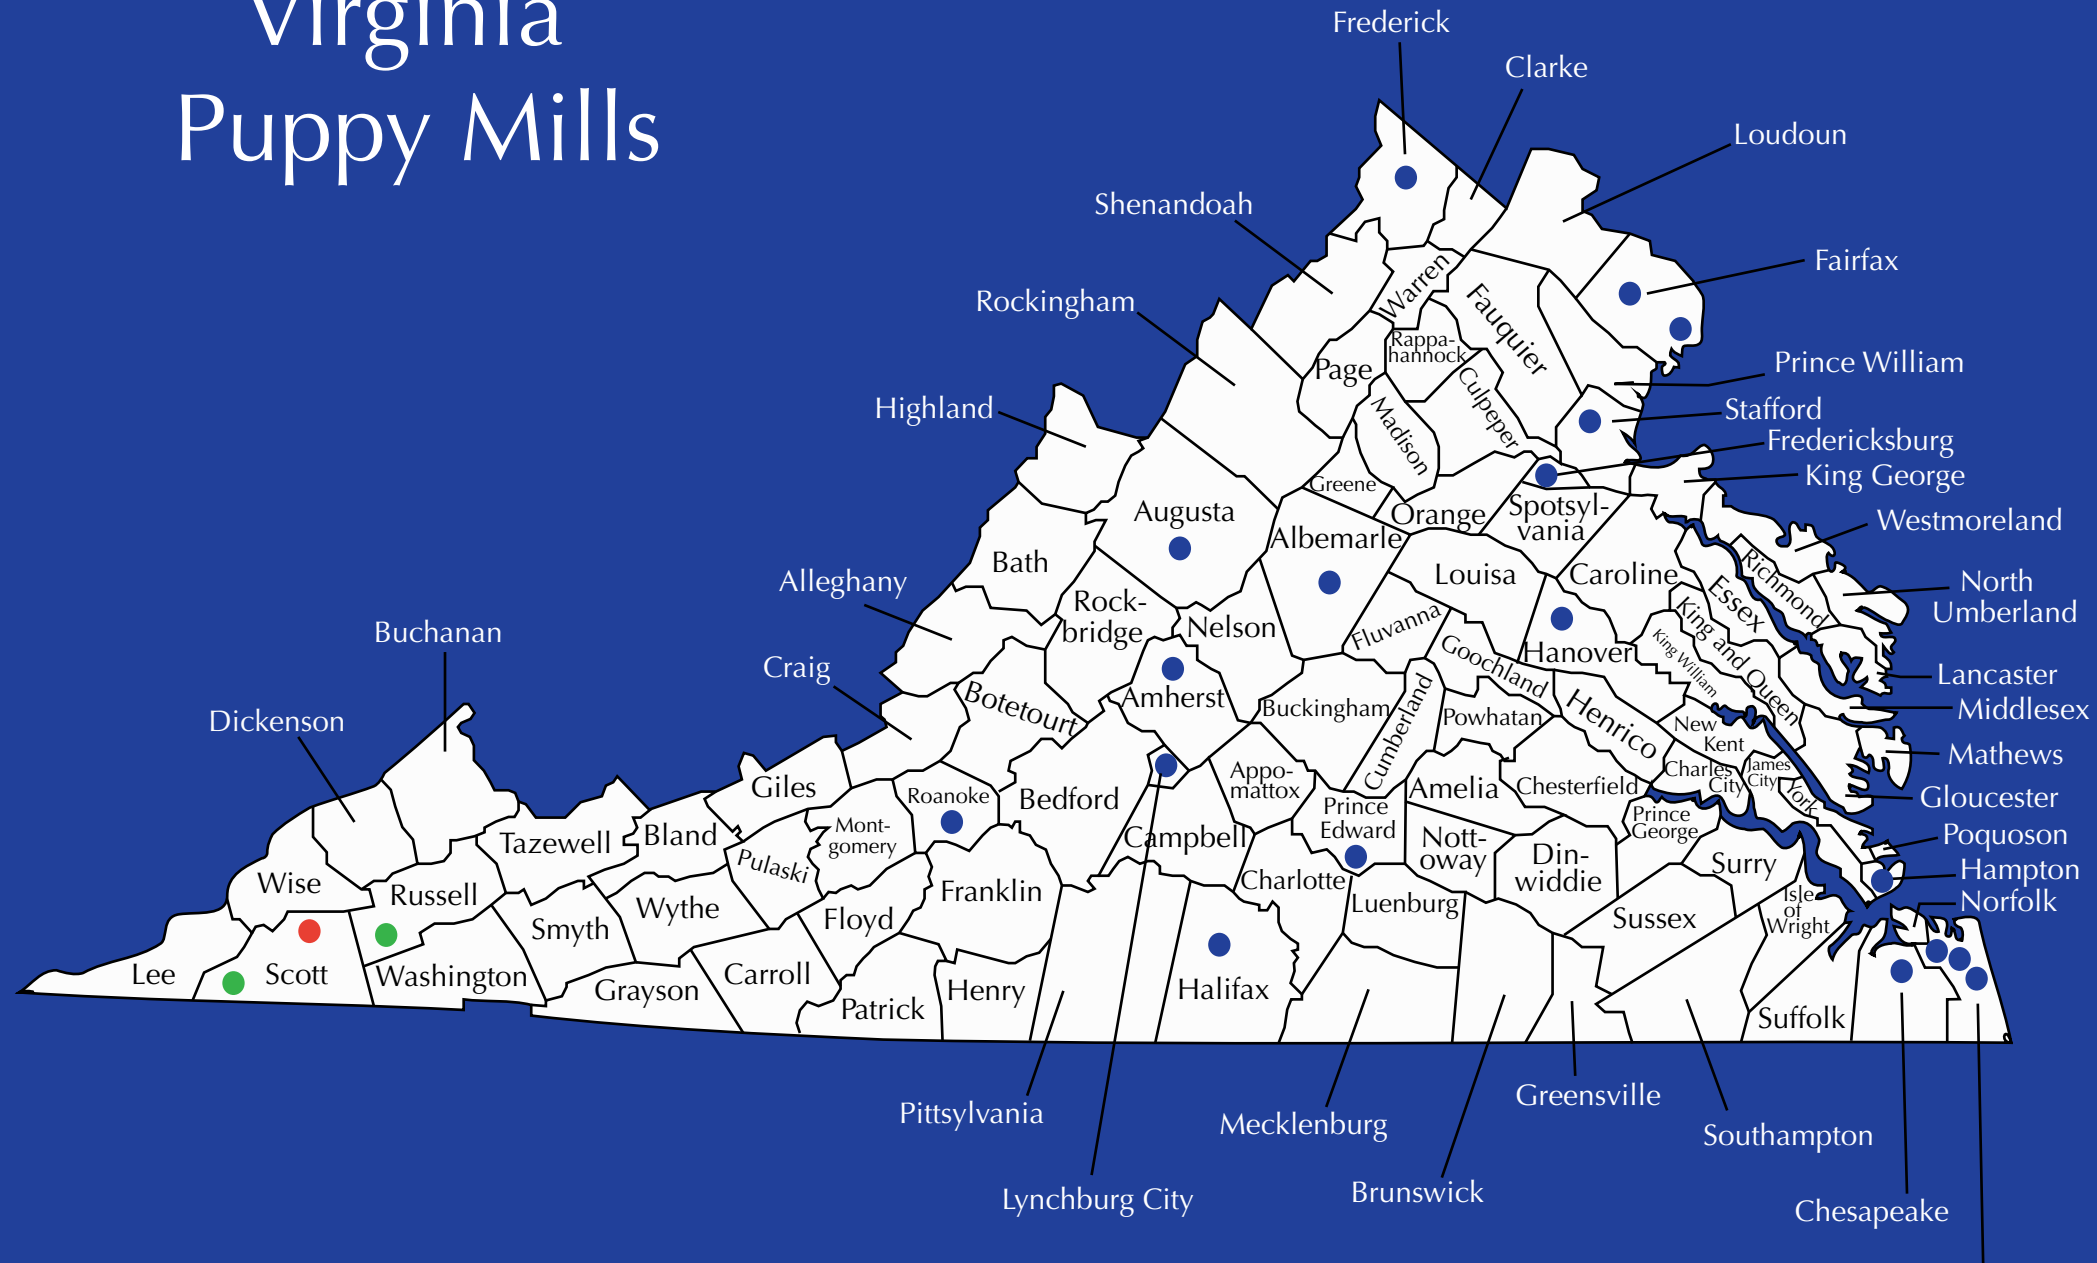 Virginia
Puppy Mills
Frederick
Clarke
Loudoun
Shenandoah
Fairfax
Rockingham
Warren
Fauquier
Rappa-
hannock
Page
Prince William
Highland
Culpeper
Madison
Stafford
Fredericksburg
King George
Greene
Augusta
Orange
Spotsyl-
vania
Westmoreland
Albemarle
Bath
Louisa
Caroline
Richmond
Alleghany
Essex
North
Umberland
Rock-
bridge
Nelson
Fluvanna
King and Queen
Buchanan
Goochland
Hanover
King William
Craig
Lancaster
Botetourt
Amherst
Buckingham
Cumberland
Powhatan
Henrico
Middlesex
Dickenson
New
Kent
Mathews
Giles
Appo-
mattox
Charles
City
James
City
Roanoke
Bedford
Amelia
Chesterfield
York
Gloucester
Prince
Edward
Prince
George
Tazewell
Bland
Mont-
gomery
Campbell
Nott-
oway
Poquoson
Pulaski
Din-
widdie
Surry
Hampton
Wise
Russell
Charlotte
Franklin
Isle
of
Wright
Norfolk
Wythe
Floyd
Luenburg
Sussex
Smyth
Lee
Scott
Washington
Grayson
Carroll
Patrick
Henry
Halifax
Suffolk
Greensville
Pittsylvania
Mecklenburg
Southampton
Lynchburg City
Brunswick
Chesapeake